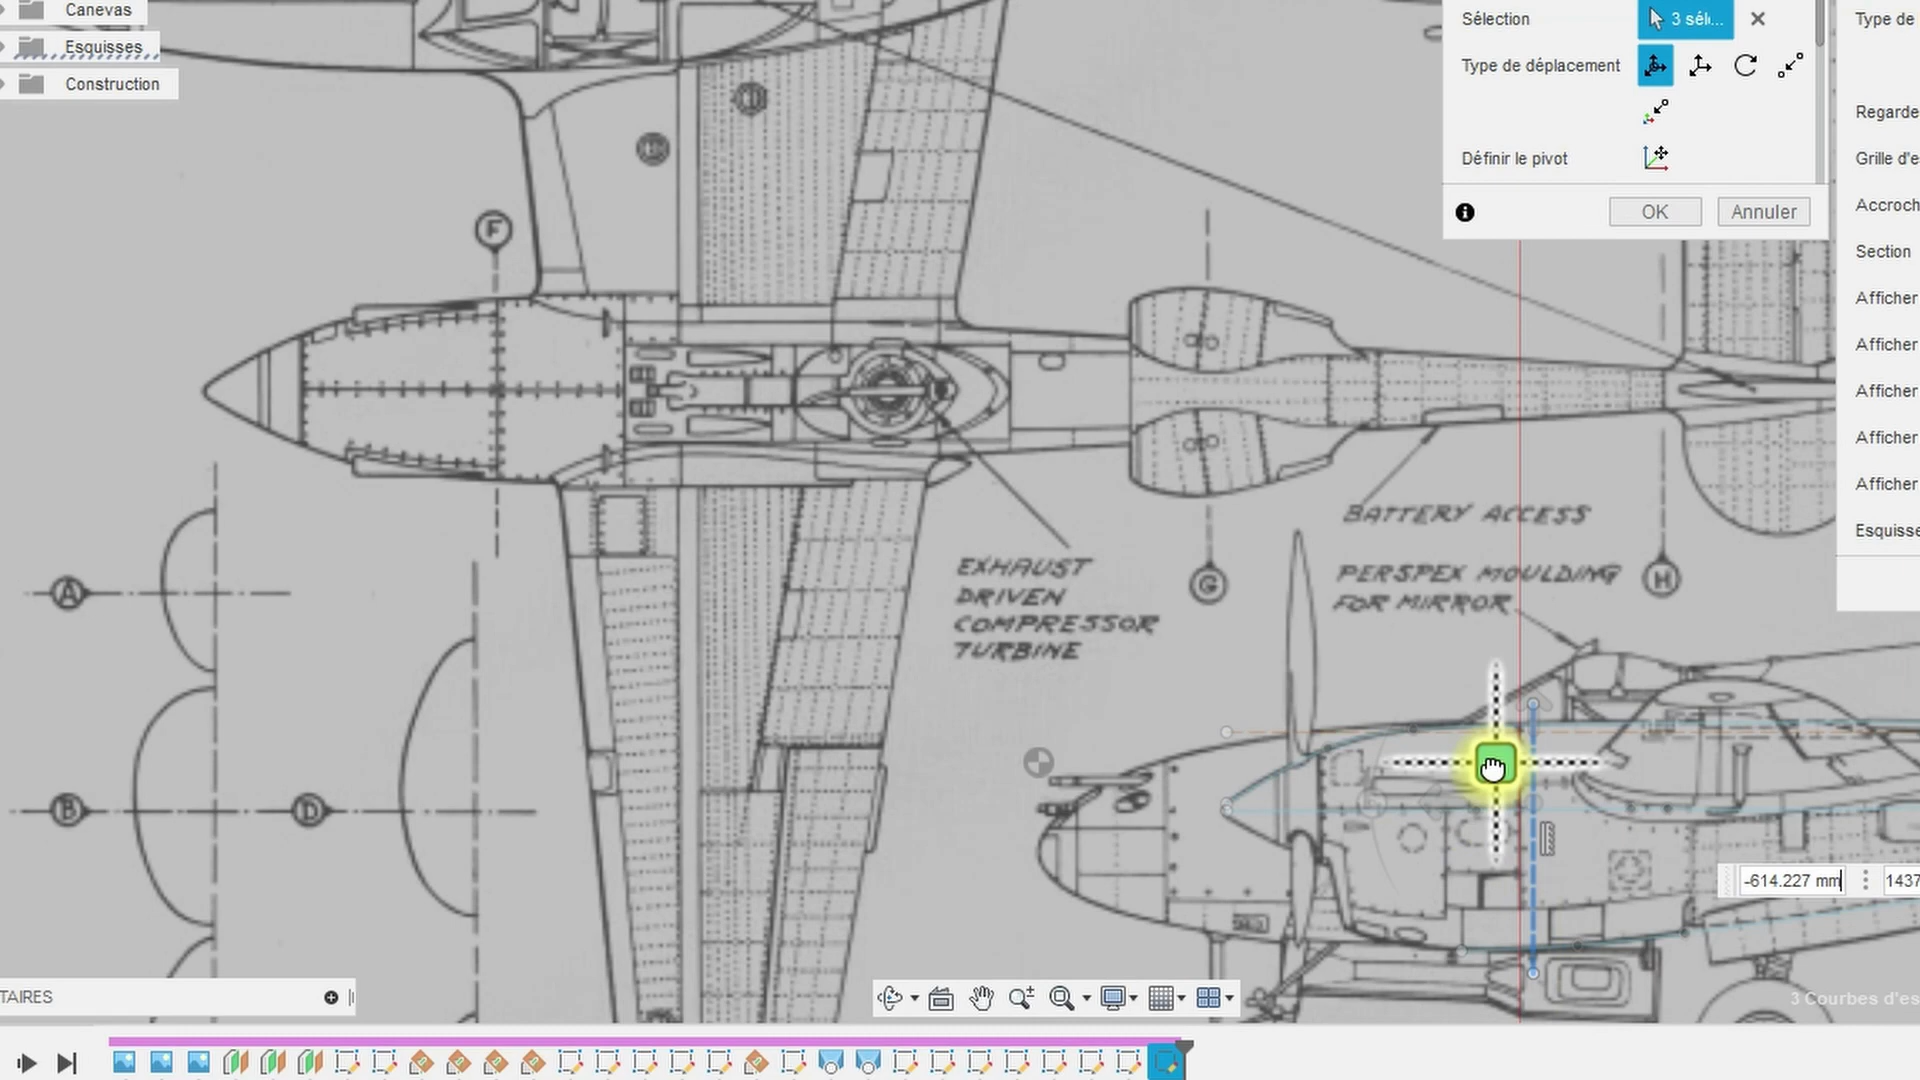 Canevas
Esquisses
Construction
Sélection
3 sél...
Type de déplacement
Définir le pivot
OK
Annuler
Type de
Regarde
Grille d'e
Accroch
Section
Afficher
Afficher
Afficher
Afficher
Afficher
Esquisse
F
A
B
D
G
H
EXHAUST
DRIVEN
COMPRESSOR
TURBINE
BATTERY ACCESS
PERSPEX MOULDING
FOR MIRROR
-614.227 mm
1437
3 Courbes d'es
TAIRES